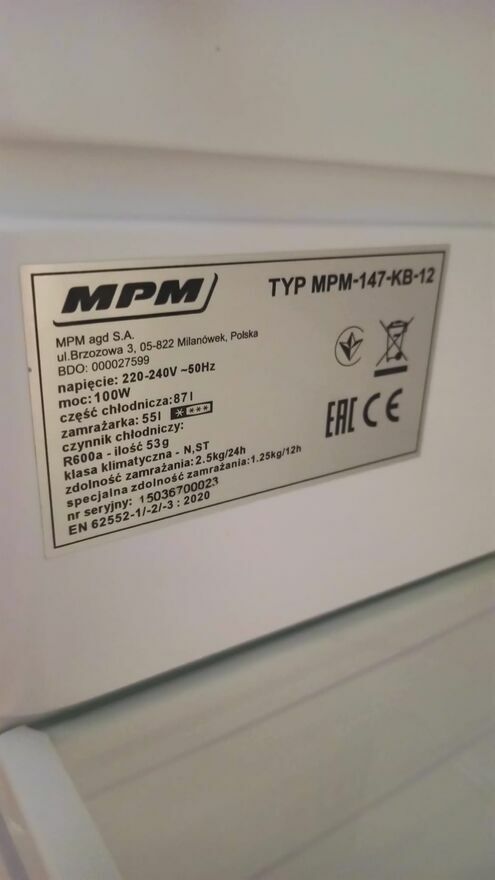 MPM
TYP MPM-147-KB-12
MPM agd S.A.
ul.Brzozowa 3, 05-822 Milanówek, Polska
BDO: 000027599
napięcie: 220-240V ~50Hz
moc: 100W
część chłodnicza: 87l
zamrażarka: 55l
czynnik chłodniczy:
R600a - ilość 53g
klasa klimatyczna - N,ST
zdolność zamrażania: 2.5kg/24h
specjalna zdolność zamrażania: 1.25kg/12h
nr seryjny: 15036700023
EN 62552-1/-2/-3 : 2020
EAC CE